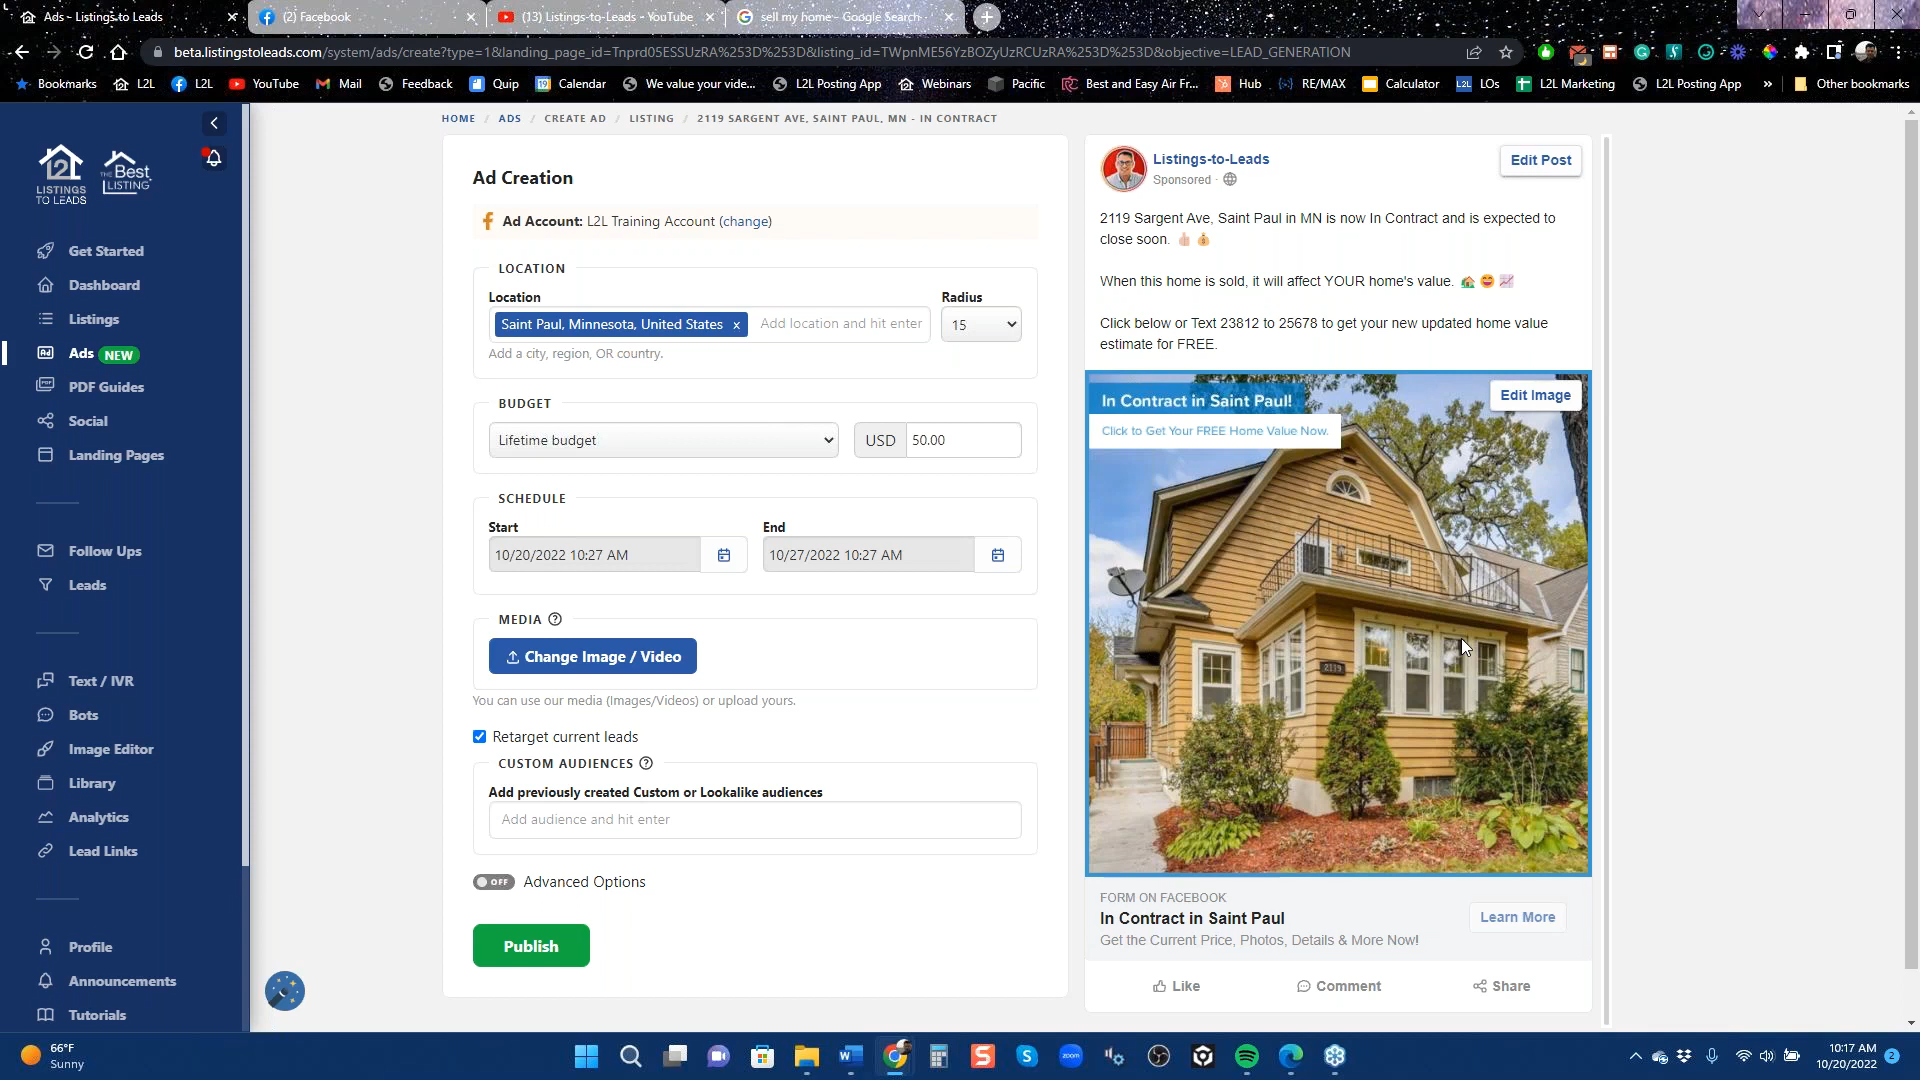 Ads - Listings to Leads
(2) Facebook
(13) Listings-to-Leads - YouTube
sell my home - Google Search
beta.listingstoleads.com/system/ads/create?type=1&landing_page_id=Tnprd05ESSUzRA%253D%253D&listing_id=TWpnME56YzBOZyUzRCUzRA%253D%253D&objective=LEAD_GENERATION
Bookmarks L2L L2L YouTube Mail Feedback Quip Calendar We value your vide... L2L Posting App Webinars Pacific Best and Easy Air Fr... Hub RE/MAX Calculator LOs L2L Marketing L2L Posting App » Other bookmarks
L2L
LISTINGS
TO LEADS
THE Best
LISTING
Get Started
Dashboard
Listings
Ads NEW
PDF Guides
Social
Landing Pages
Follow Ups
Leads
Text / IVR
Bots
Image Editor
Library
Analytics
Lead Links
Profile
Announcements
Tutorials
HOME / ADS / CREATE AD / LISTING / 2119 SARGENT AVE, SAINT PAUL, MN - IN CONTRACT
Ad Creation
Ad Account: L2L Training Account (change)
LOCATION
Location
Radius
Saint Paul, Minnesota, United States x
Add location and hit enter
15
Add a city, region, OR country.
BUDGET
Lifetime budget
USD 50.00
SCHEDULE
Start
End
10/20/2022 10:27 AM
10/27/2022 10:27 AM
MEDIA
Change Image / Video
You can use our media (Images/Videos) or upload yours.
Retarget current leads
CUSTOM AUDIENCES
Add previously created Custom or Lookalike audiences
Add audience and hit enter
OFF Advanced Options
Publish
Listings-to-Leads
Sponsored ·
Edit Post
2119 Sargent Ave, Saint Paul in MN is now In Contract and is expected to
close soon. 👍🏻 💰
When this home is sold, it will affect YOUR home's value. 🏡 😄 📈
Click below or Text 23812 to 25678 to get your new updated home value
estimate for FREE.
In Contract in Saint Paul!
Edit Image
Click to Get Your FREE Home Value Now.
2119
FORM ON FACEBOOK
In Contract in Saint Paul
Learn More
Get the Current Price, Photos, Details & More Now!
Like
Comment
Share
66°F
Sunny
zoom
10:17 AM
10/20/2022
2